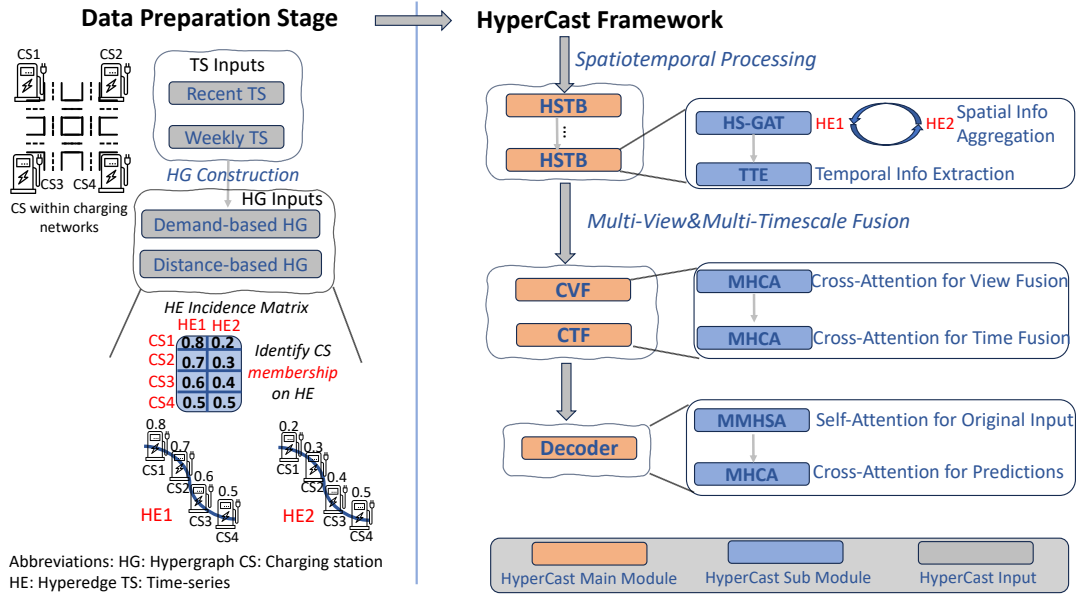 Data Preparation Stage
HyperCast Framework
CS1
CS2
CS3
CS4
CS within charging
networks
TS Inputs
Recent TS
Weekly TS
HG Construction
HG Inputs
Demand-based HG
Distance-based HG
HE Incidence Matrix
HE1 HE2
CS1 0.8 0.2
CS2 0.7 0.3
CS3 0.6 0.4
CS4 0.5 0.5
Identify CS
membership
on HE
0.8
CS1
0.7
CS2
0.6
CS3
0.5
CS4
HE1
0.2
CS1
0.3
CS2
0.4
CS3
0.5
CS4
HE2
Abbreviations: HG: Hypergraph CS: Charging station
HE: Hyperedge TS: Time-series
Spatiotemporal Processing
HSTB
...
HSTB
HS-GAT
HE1
HE2
Spatial Info
Aggregation
TTE
Temporal Info Extraction
Multi-View&Multi-Timescale Fusion
CVF
CTF
MHCA
Cross-Attention for View Fusion
MHCA
Cross-Attention for Time Fusion
Decoder
MMHSA
Self-Attention for Original Input
MHCA
Cross-Attention for Predictions
HyperCast Main Module
HyperCast Sub Module
HyperCast Input